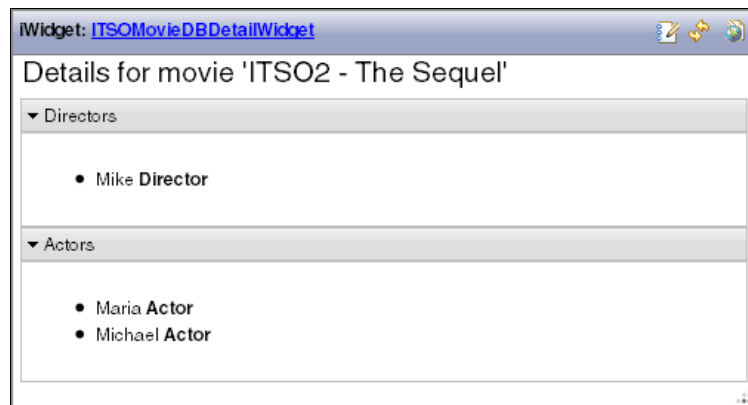 iWidget: ITSOMovieDBDetailWidget
Details for movie 'ITSO2 - The Sequel'
Directors
Mike Director
Actors
Maria Actor
Michael Actor